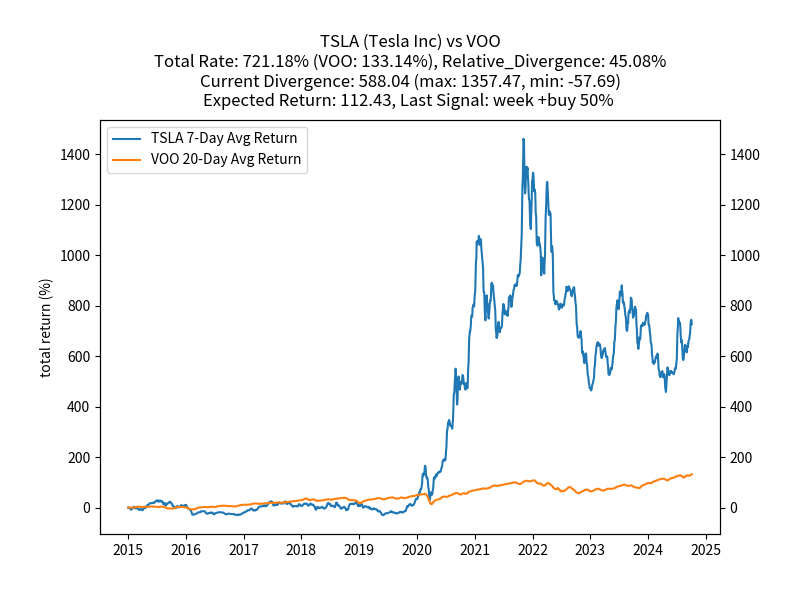 TSLA (Tesla Inc) vs VOO
Total Rate: 721.18% (VOO: 133.14%), Relative_Divergence: 45.08%
Current Divergence: 588.04 (max: 1357.47, min: -57.69)
Expected Return: 112.43, Last Signal: week +buy 50%
TSLA 7-Day Avg Return
VOO 20-Day Avg Return
total return (%)
1400 1400
1200 1200
1000 1000
800 800
600 600
400 400
200 200
0 0
2015 2016 2017 2018 2019 2020 2021 2022 2023 2024 2025